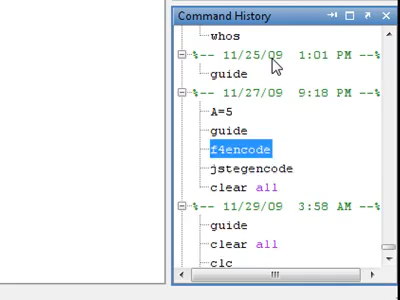 Command History
whos
%-- 11/25/09 1:01 PM --%
guide
%-- 11/27/09 9:18 PM --%
A=5
guide
f4encode
jstegencode
clear all
%-- 11/29/09 3:58 AM --%
guide
clear all
clc